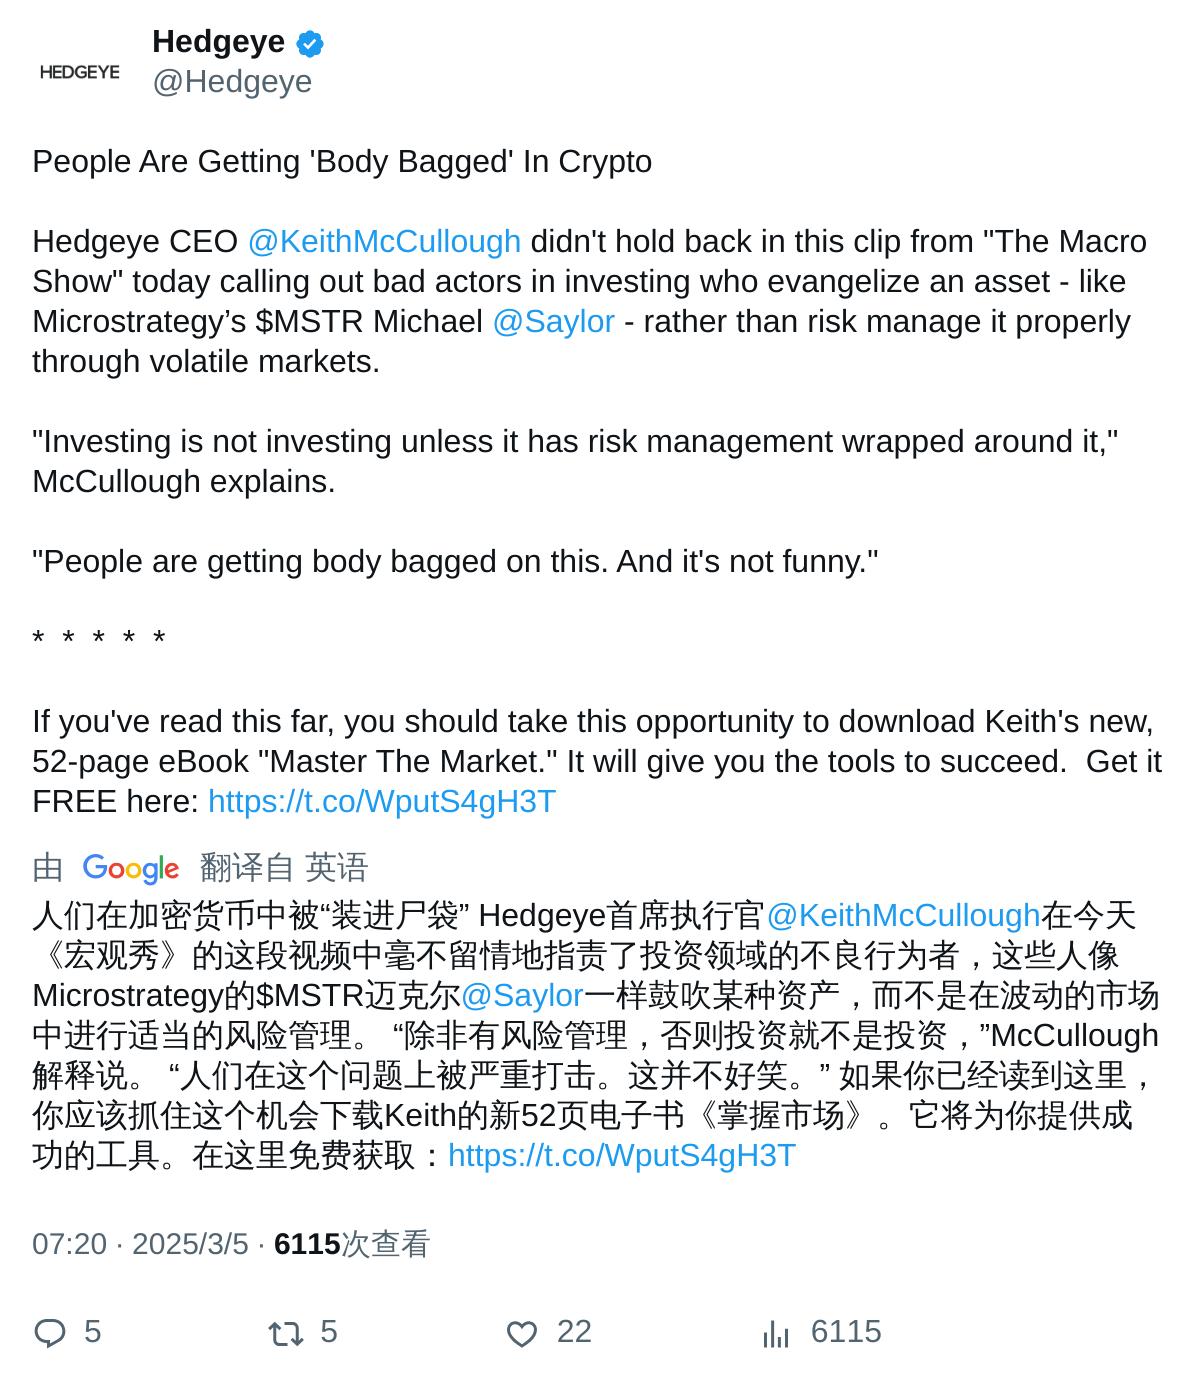 HEDGEYE
Hedgeye
@Hedgeye
People Are Getting 'Body Bagged' In Crypto
Hedgeye CEO @KeithMcCullough didn't hold back in this clip from "The Macro
Show" today calling out bad actors in investing who evangelize an asset - like
Microstrategy’s $MSTR Michael @Saylor - rather than risk manage it properly
through volatile markets.
"Investing is not investing unless it has risk management wrapped around it,"
McCullough explains.
"People are getting body bagged on this. And it's not funny."
* * * * *
If you've read this far, you should take this opportunity to download Keith's new,
52-page eBook "Master The Market." It will give you the tools to succeed.  Get it
FREE here: https://t.co/WputS4gH3T
由 Google 翻译自 英语
人们在加密货币中被“装进尸袋” Hedgeye首席执行官@KeithMcCullough在今天
《宏观秀》的这段视频中毫不留情地指责了投资领域的不良行为者，这些人像
Microstrategy的$MSTR迈克尔@Saylor一样鼓吹某种资产，而不是在波动的市场
中进行适当的风险管理。 “除非有风险管理，否则投资就不是投资，”McCullough
解释说。 “人们在这个问题上被严重打击。这并不好笑。” 如果你已经读到这里，
你应该抓住这个机会下载Keith的新52页电子书《掌握市场》。它将为你提供成
功的工具。在这里免费获取：https://t.co/WputS4gH3T
07:20 · 2025/3/5 · 6115次查看
5 5 22 6115